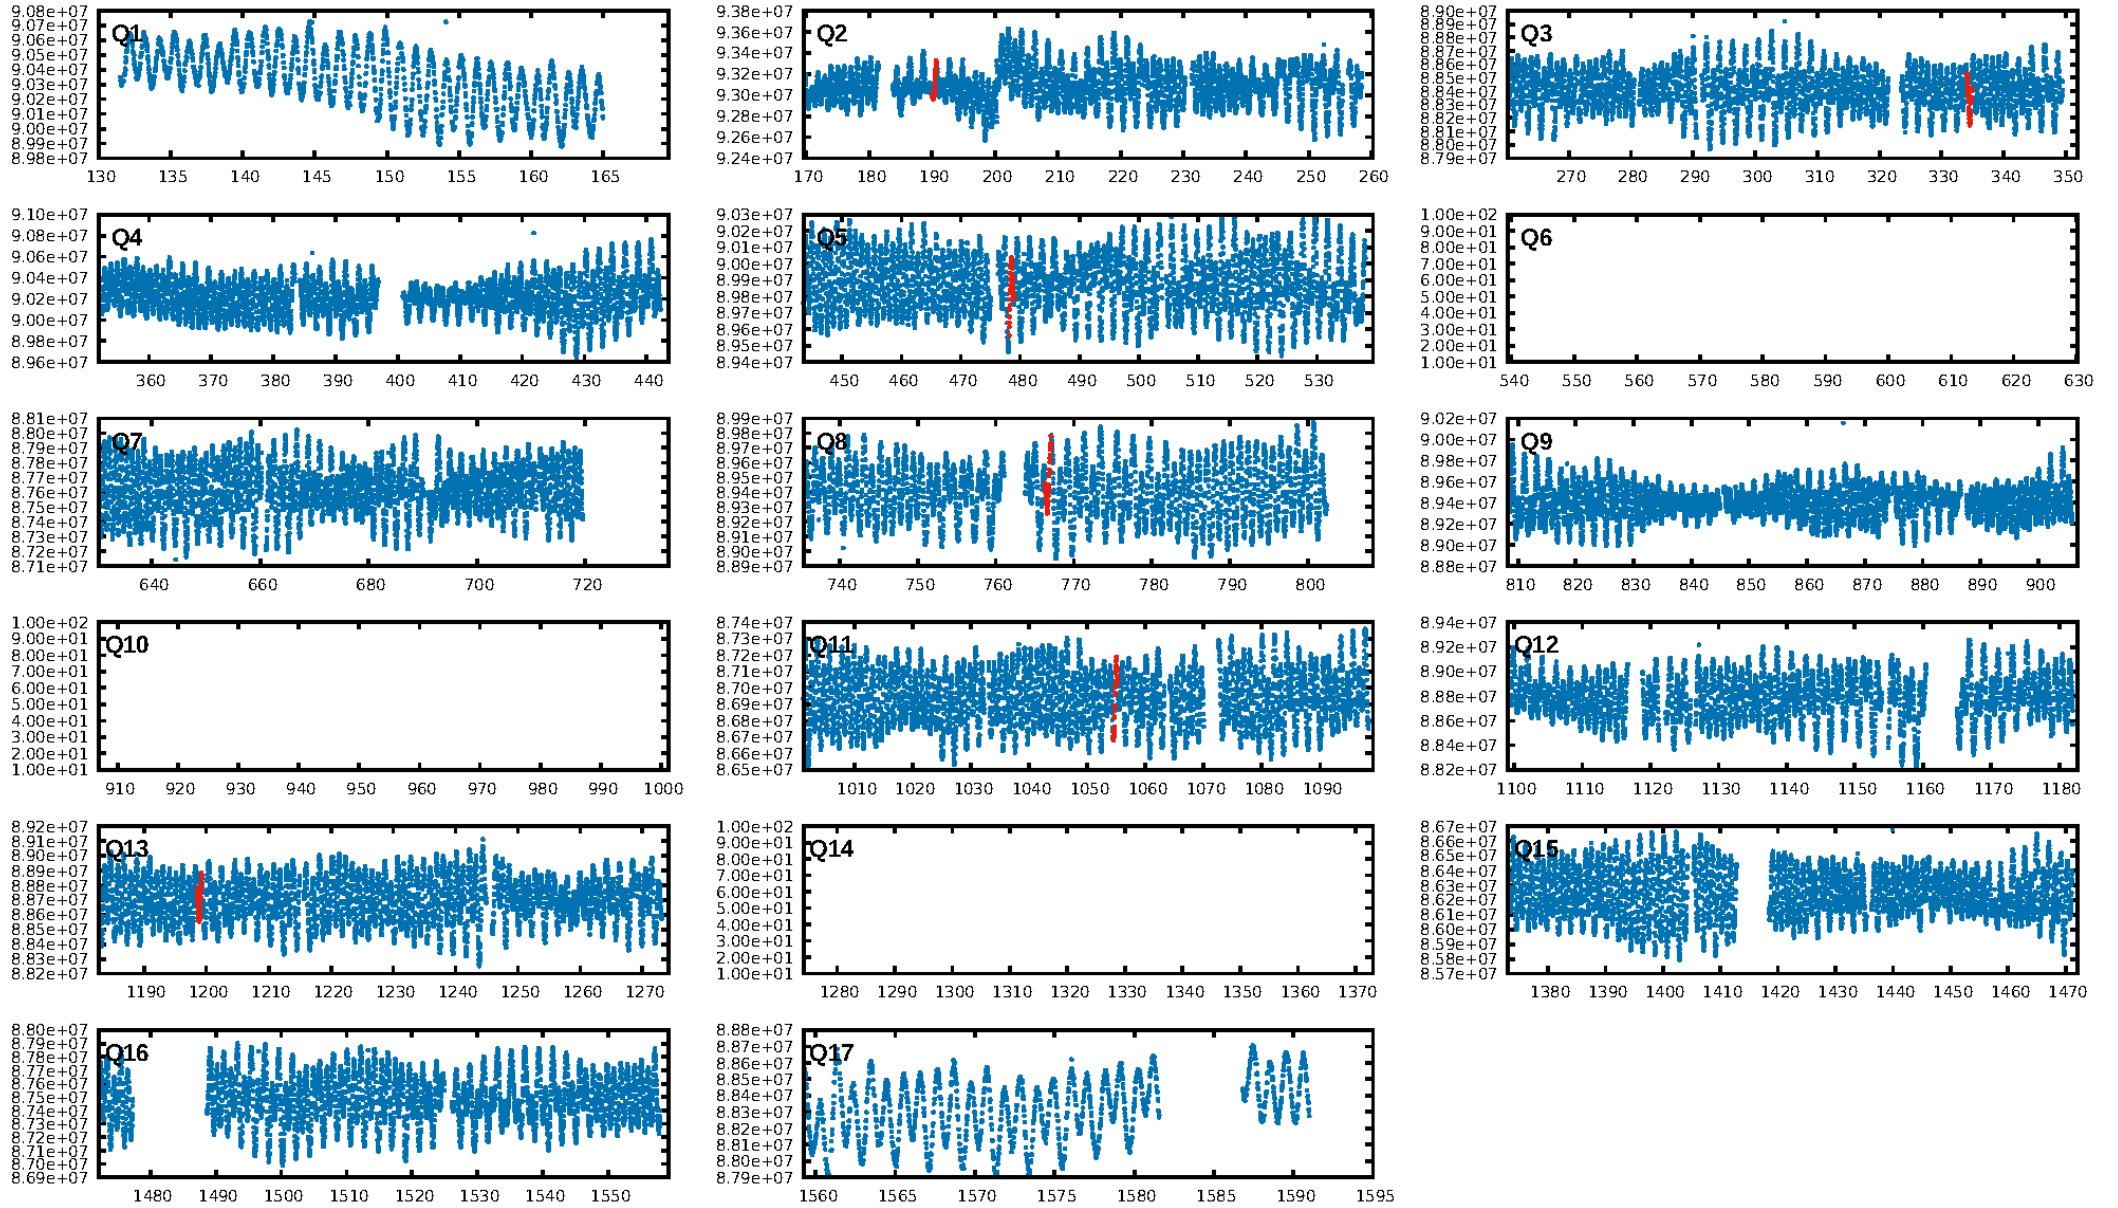 9.08e+07
9.07e+07
9.06e+07
9.05e+07
9.04e+07
9.03e+07
9.02e+07
9.01e+07
9.00e+07
8.99e+07
8.98e+07
Q1
130 135 140 145 150 155 160 165
9.38e+07
9.36e+07
9.34e+07
9.32e+07
9.30e+07
9.28e+07
9.26e+07
9.24e+07
Q2
170 180 190 200 210 220 230 240 250 260
8.90e+07
8.89e+07
8.88e+07
8.87e+07
8.86e+07
8.85e+07
8.84e+07
8.83e+07
8.82e+07
8.81e+07
8.80e+07
8.79e+07
Q3
270 280 290 300 310 320 330 340 350
9.10e+07
9.08e+07
9.06e+07
9.04e+07
9.02e+07
9.00e+07
8.98e+07
8.96e+07
Q4
360 370 380 390 400 410 420 430 440
9.03e+07
9.02e+07
9.01e+07
9.00e+07
8.99e+07
8.98e+07
8.97e+07
8.96e+07
8.95e+07
8.94e+07
Q5
450 460 470 480 490 500 510 520 530
1.00e+02
9.00e+01
8.00e+01
7.00e+01
6.00e+01
5.00e+01
4.00e+01
3.00e+01
2.00e+01
1.00e+01
Q6
540 550 560 570 580 590 600 610 620 630
8.81e+07
8.80e+07
8.79e+07
8.78e+07
8.77e+07
8.76e+07
8.75e+07
8.74e+07
8.73e+07
8.72e+07
8.71e+07
Q7
640 660 680 700 720
8.99e+07
8.98e+07
8.97e+07
8.96e+07
8.95e+07
8.94e+07
8.93e+07
8.92e+07
8.91e+07
8.90e+07
8.89e+07
Q8
740 750 760 770 780 790 800
9.02e+07
9.00e+07
8.98e+07
8.96e+07
8.94e+07
8.92e+07
8.90e+07
8.88e+07
Q9
810 820 830 840 850 860 870 880 890 900
1.00e+02
9.00e+01
8.00e+01
7.00e+01
6.00e+01
5.00e+01
4.00e+01
3.00e+01
2.00e+01
1.00e+01
Q10
910 920 930 940 950 960 970 980 990 1000
8.74e+07
8.73e+07
8.72e+07
8.71e+07
8.70e+07
8.69e+07
8.68e+07
8.67e+07
8.66e+07
8.65e+07
Q11
1010 1020 1030 1040 1050 1060 1070 1080 1090
8.94e+07
8.92e+07
8.90e+07
8.88e+07
8.86e+07
8.84e+07
8.82e+07
Q12
1100 1110 1120 1130 1140 1150 1160 1170 1180
8.92e+07
8.91e+07
8.90e+07
8.89e+07
8.88e+07
8.87e+07
8.86e+07
8.85e+07
8.84e+07
8.83e+07
8.82e+07
Q13
1190 1200 1210 1220 1230 1240 1250 1260 1270
1.00e+02
9.00e+01
8.00e+01
7.00e+01
6.00e+01
5.00e+01
4.00e+01
3.00e+01
2.00e+01
1.00e+01
Q14
1280 1290 1300 1310 1320 1330 1340 1350 1360 1370
8.67e+07
8.66e+07
8.65e+07
8.64e+07
8.63e+07
8.62e+07
8.61e+07
8.60e+07
8.59e+07
8.58e+07
8.57e+07
Q15
1380 1390 1400 1410 1420 1430 1440 1450 1460 1470
8.80e+07
8.79e+07
8.78e+07
8.77e+07
8.76e+07
8.75e+07
8.74e+07
8.73e+07
8.72e+07
8.71e+07
8.70e+07
8.69e+07
Q16
1480 1490 1500 1510 1520 1530 1540 1550
8.88e+07
8.87e+07
8.86e+07
8.85e+07
8.84e+07
8.83e+07
8.82e+07
8.81e+07
8.80e+07
8.79e+07
Q17
1560 1565 1570 1575 1580 1585 1590 1595